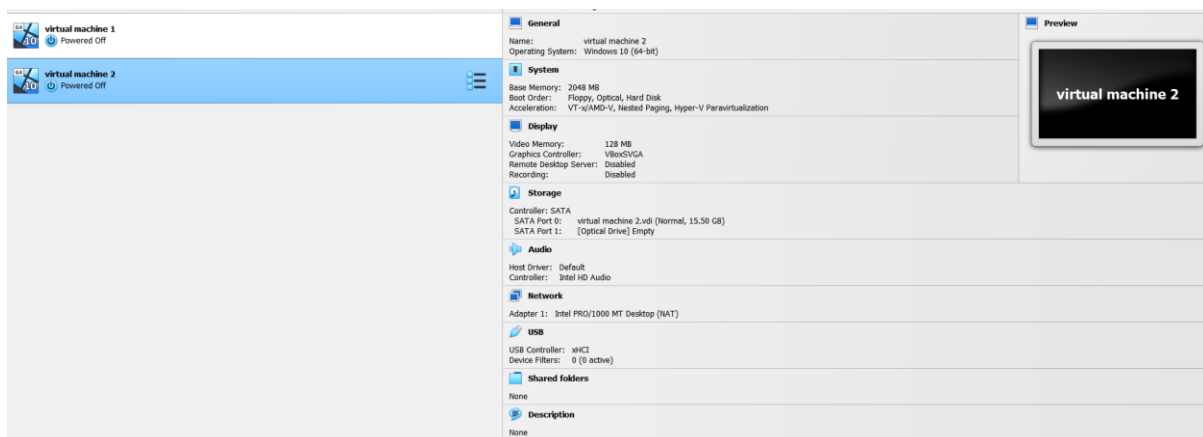 virtual machine 1
Powered Off
virtual machine 2
Powered Off
General
Name: virtual machine 2
Operating System: Windows 10 (64-bit)
System
Base Memory: 2048 MB
Boot Order: Floppy, Optical, Hard Disk
Acceleration: VT-x/AMD-V, Nested Paging, Hyper-V Paravirtualization
Display
Video Memory: 128 MB
Graphics Controller: VBoxSVGA
Remote Desktop Server: Disabled
Recording: Disabled
Storage
Controller: SATA
SATA Port 0: virtual machine 2.vdi (Normal, 15.50 GB)
SATA Port 1: [Optical Drive] Empty
Audio
Host Driver: Default
Controller: Intel HD Audio
Network
Adapter 1: Intel PRO/1000 MT Desktop (NAT)
USB
USB Controller: xHCI
Device Filters: 0 (0 active)
Shared folders
None
Description
None
Preview
virtual machine 2
64
10
64
10